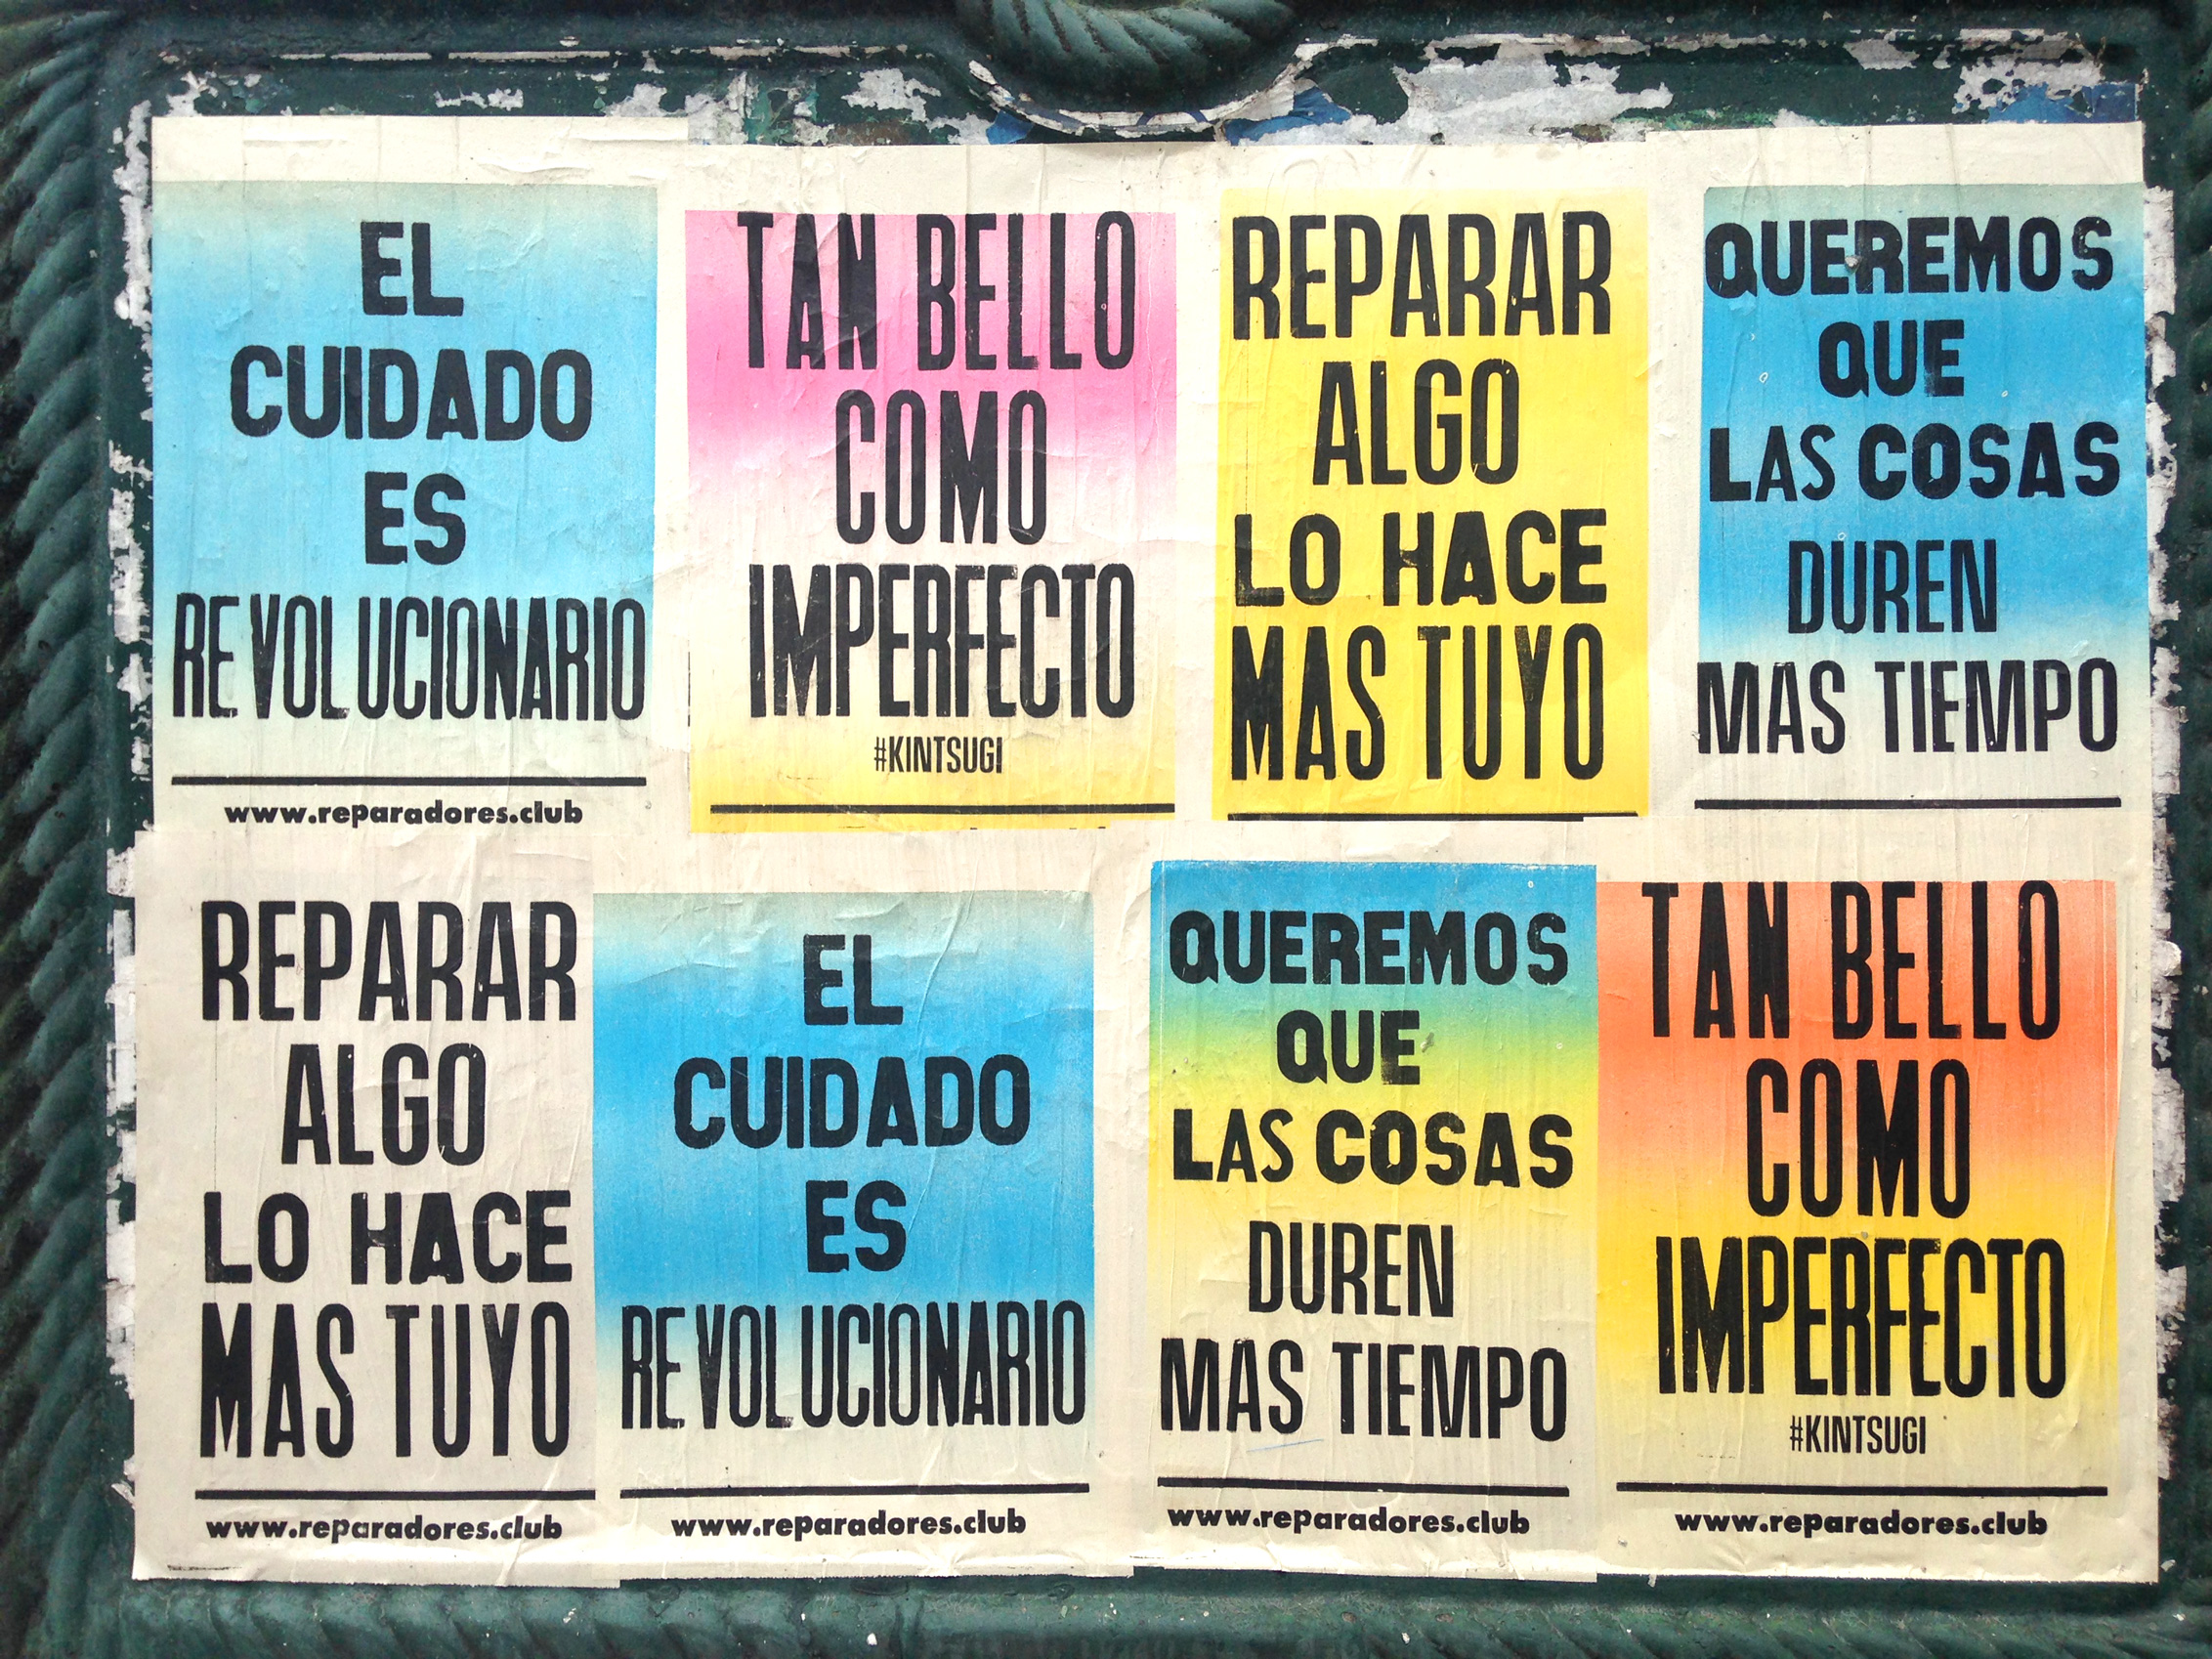 EL
CUIDADO
ES
REVOLUCIONARIO
www.reparadores.club
TAN BELLO
COMO
IMPERFECTO
#KINTSUGI
REPARAR
ALGO
LO HACE
MAS TUYO
QUEREMOS
QUE
LAS COSAS
DUREN
MAS TIEMPO
REPARAR
ALGO
LO HACE
MAS TUYO
www.reparadores.club
EL
CUIDADO
ES
REVOLUCIONARIO
www.reparadores.club
QUEREMOS
QUE
LAS COSAS
DUREN
MAS TIEMPO
www.reparadores.club
TAN BELLO
COMO
IMPERFECTO
#KINTSUGI
www.reparadores.club